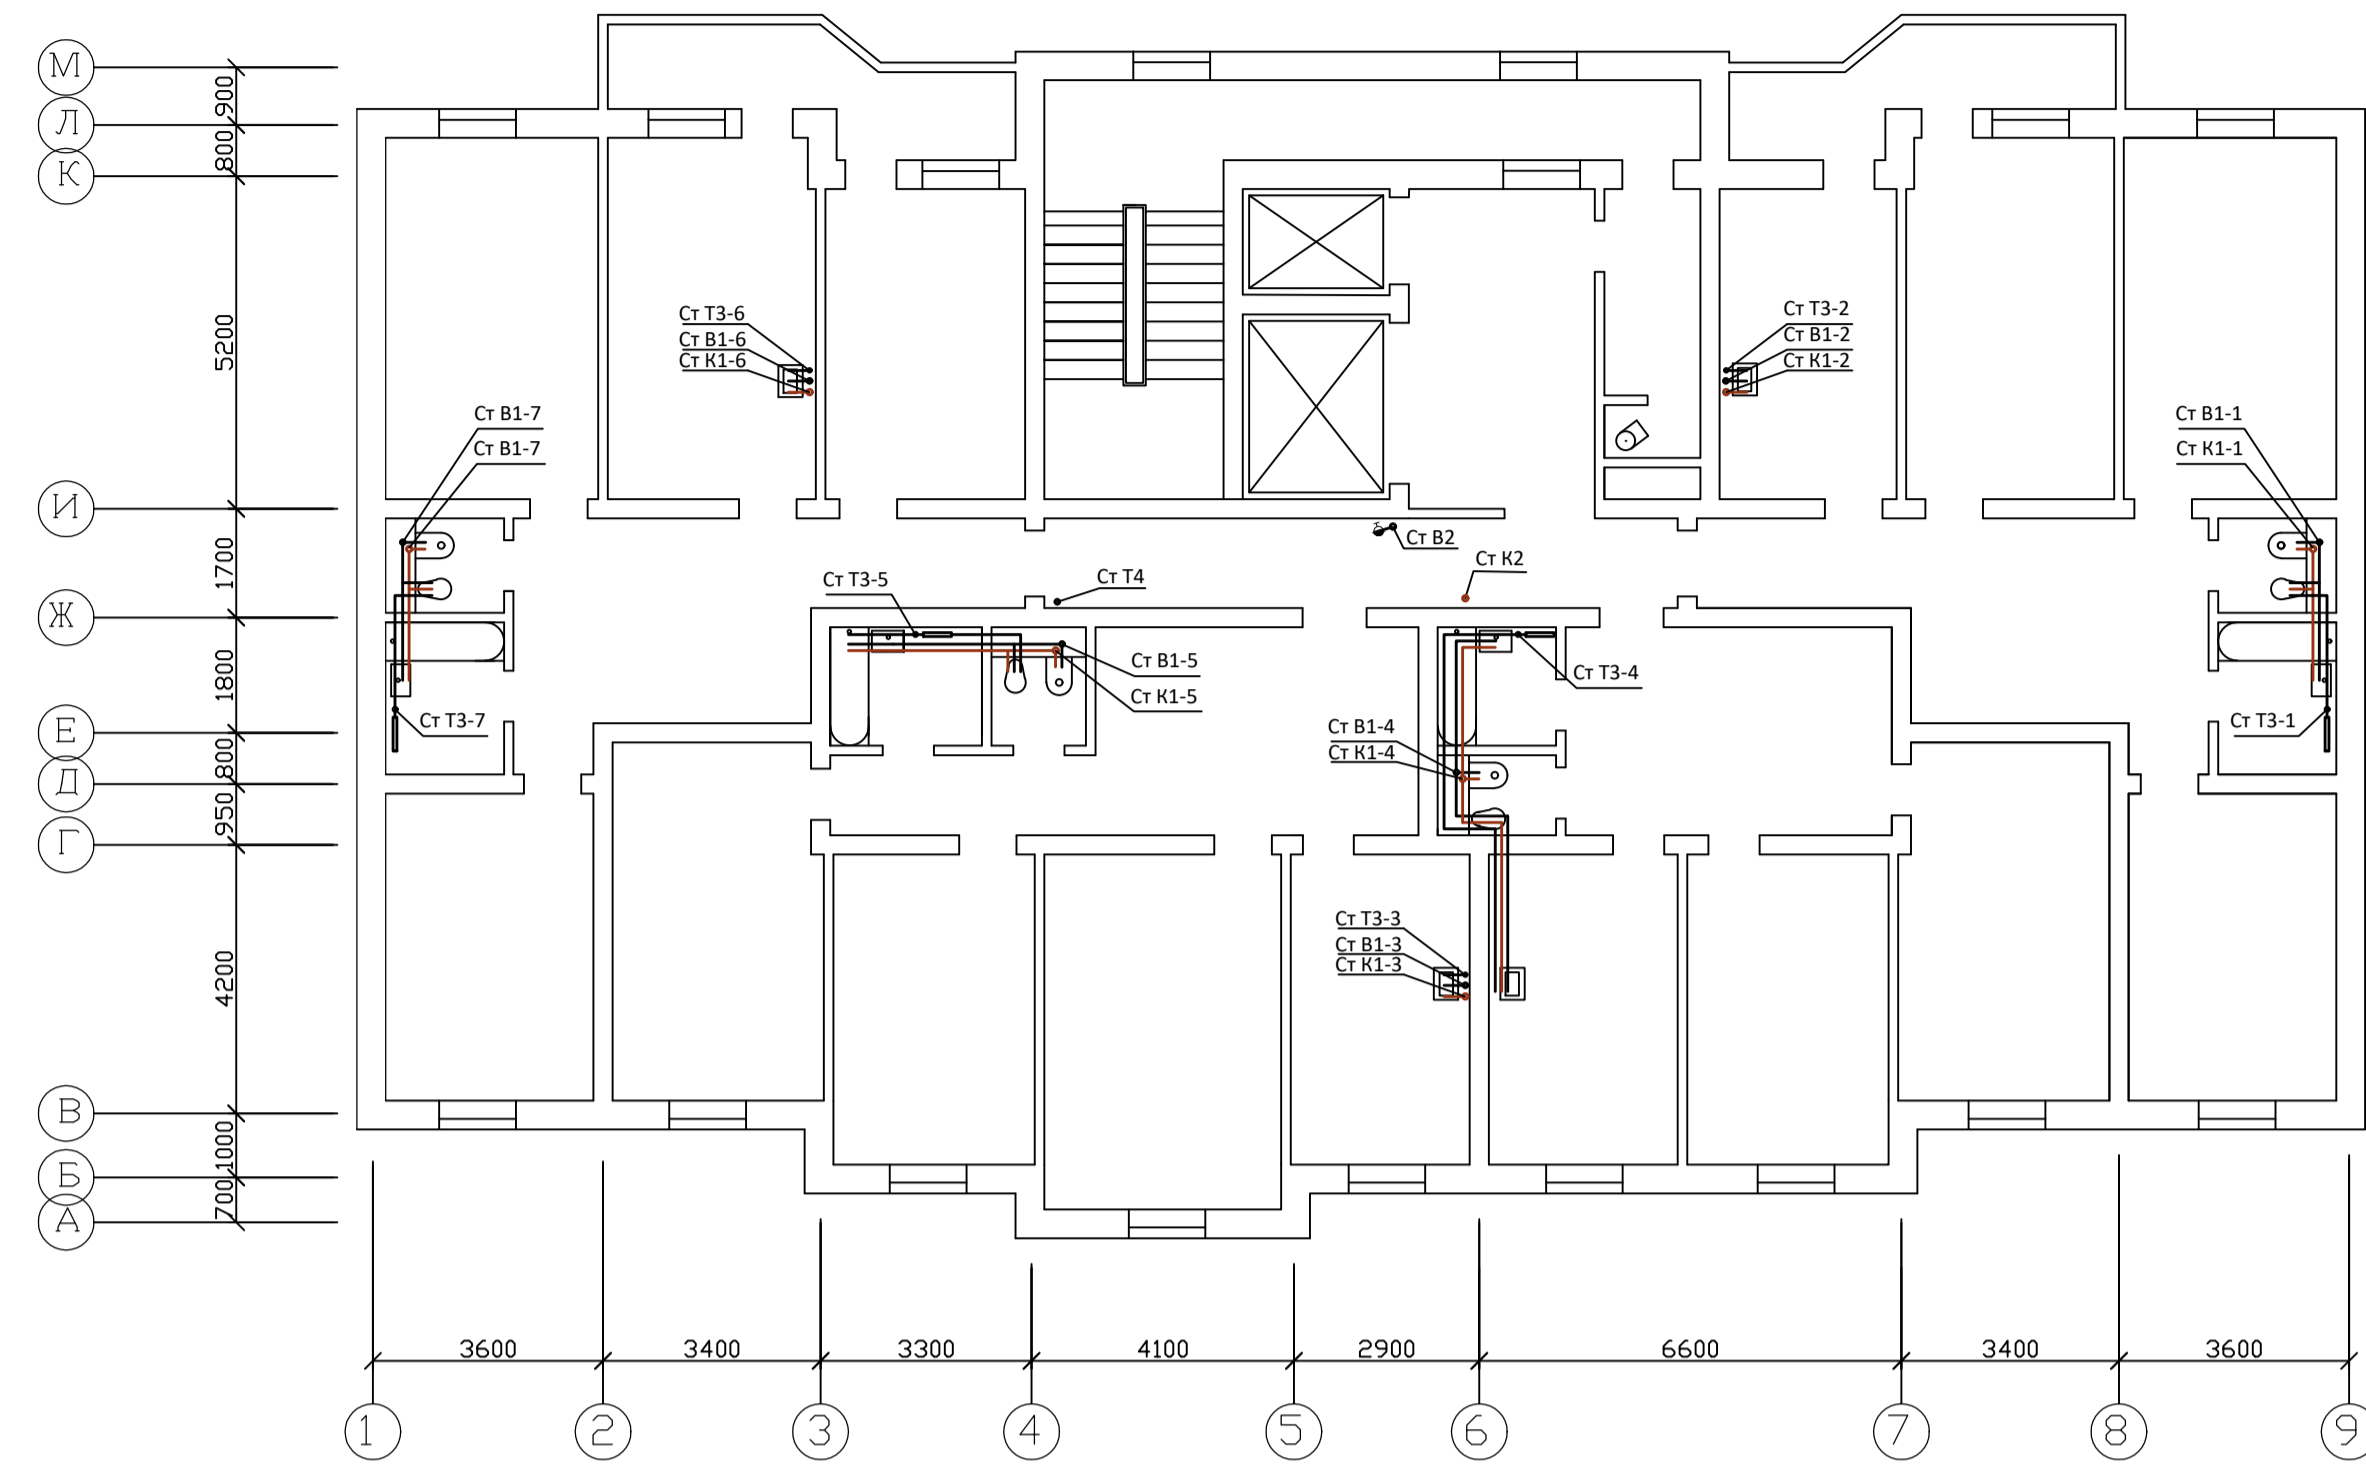 М
900
Л
800
К
5200
Ст Т3-6
Ст В1-6
Ст К1-6
Ст Т3-2
Ст В1-2
Ст К1-2
Ст В1-7
Ст В1-7
Ст В1-1
Ст К1-1
И
Ст В2
1700
Ст К2
Ст Т3-5
Ст Т4
Ж
Ст В1-5
Ст Т3-4
1800
Ст К1-5
Ст Т3-7
Ст В1-4
Ст Т3-1
Е
Ст К1-4
800
Д
950
Г
Ст Т3-3
Ст В1-3
Ст К1-3
4200
В
1000
Б
700
А
3600 3400 3300 4100 2900 6600 3400 3600
1 2 3 4 5 6 7 8 9